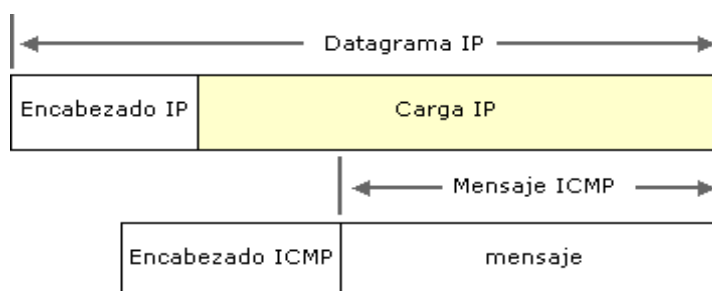 Datagrama IP
Encabezado IP Carga IP
Mensaje ICMP
Encabezado ICMP mensaje